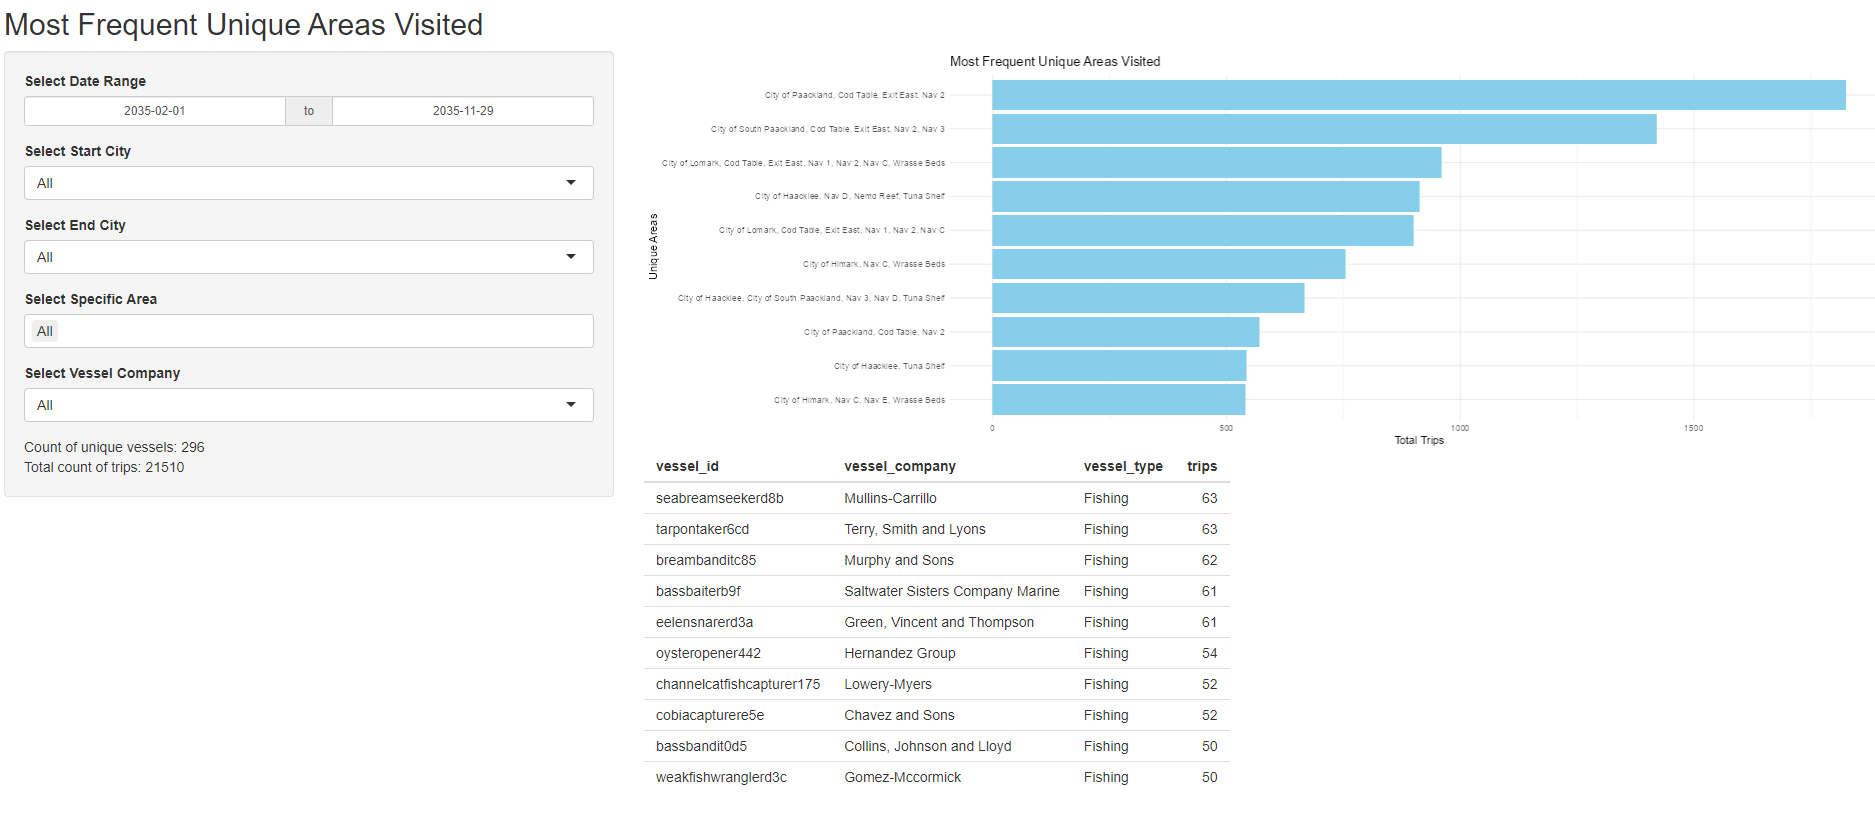 Most Frequent Unique Areas Visited
Select Date Range
2035-02-01 to 2035-11-29
Select Start City
All
Select End City
All
Select Specific Area
All
Select Vessel Company
All
Count of unique vessels: 296
Total count of trips: 21510
Most Frequent Unique Areas Visited
Unique Areas
City of Paackland, Cod Table, Exit East, Nav 2
City of South Paackland, Cod Table, Exit East, Nav 2, Nav 3
City of Lomark, Cod Table, Exit East, Nav 1, Nav 2, Nav C, Wrasse Beds
City of Haacklee, Nav D, Nemo Reef, Tuna Shelf
City of Lomark, Cod Table, Exit East, Nav 1, Nav 2, Nav C
City of Himark, Nav C, Wrasse Beds
City of Haacklee, City of South Paackland, Nav 3, Nav D, Tuna Shelf
City of Paackland, Cod Table, Nav 2
City of Haacklee, Tuna Shelf
City of Himark, Nav C, Nav E, Wrasse Beds
0 500 1000 1500
Total Trips
vessel_id vessel_company vessel_type trips
seabreamseekerd8b Mullins-Carrillo Fishing 63
tarpontaker6cd Terry, Smith and Lyons Fishing 63
breambanditc85 Murphy and Sons Fishing 62
bassbaiterb9f Saltwater Sisters Company Marine Fishing 61
eelensnarerd3a Green, Vincent and Thompson Fishing 61
oysteropener442 Hernandez Group Fishing 54
channelcatfishcapturer175 Lowery-Myers Fishing 52
cobiacapturere5e Chavez and Sons Fishing 52
bassbandit0d5 Collins, Johnson and Lloyd Fishing 50
weakfishwranglerd3c Gomez-Mccormick Fishing 50